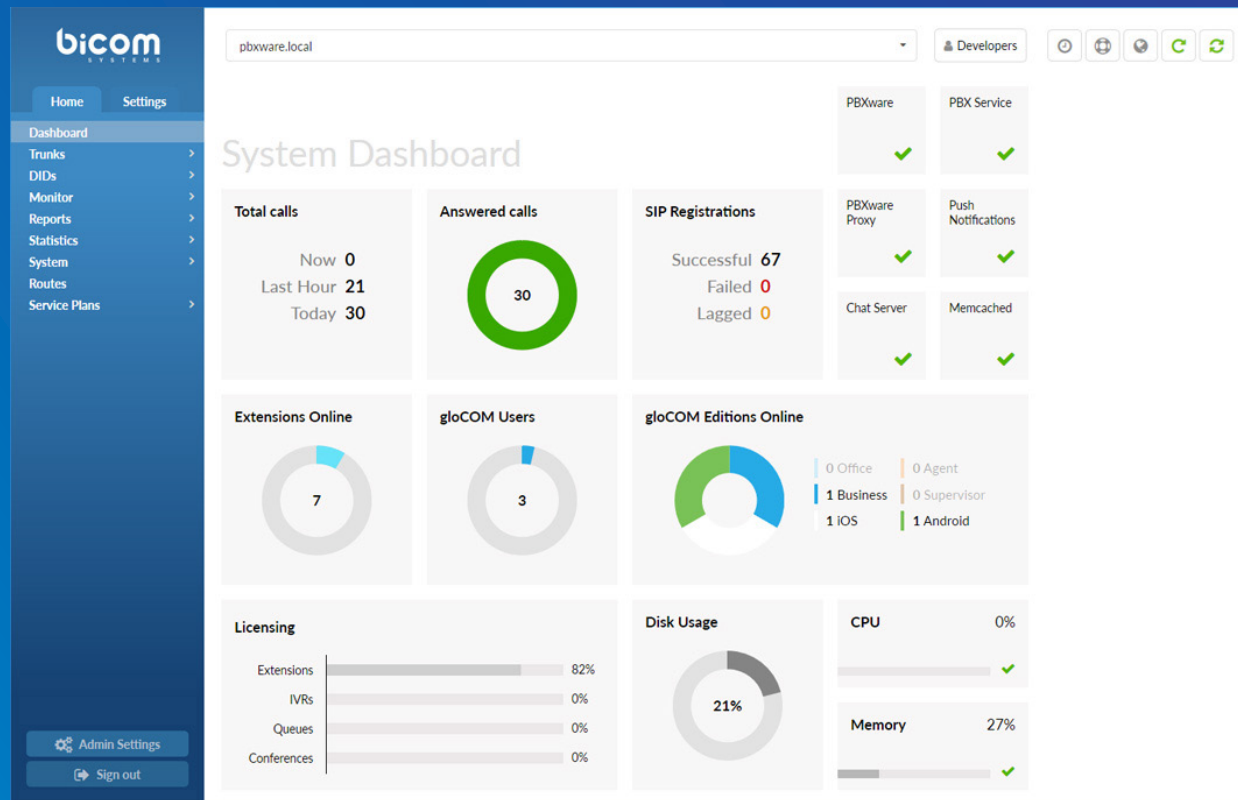 bicom
SYSTEMS
pbxware.local
Developers
Home
Settings
Dashboard
Trunks
DIDs
Monitor
Reports
Statistics
System
Routes
Service Plans
Admin Settings
Sign out
System Dashboard
PBXware
PBX Service
Total calls
Now 0
Last Hour 21
Today 30
Answered calls
30
SIP Registrations
Successful 67
Failed 0
Lagged 0
PBXware
Proxy
Push
Notifications
Chat Server
Memcached
Extensions Online
7
gloCOM Users
3
gloCOM Editions Online
0 Office
0 Agent
1 Business
0 Supervisor
1 iOS
1 Android
Licensing
Extensions 82%
IVRs 0%
Queues 0%
Conferences 0%
Disk Usage
21%
CPU 0%
Memory 27%